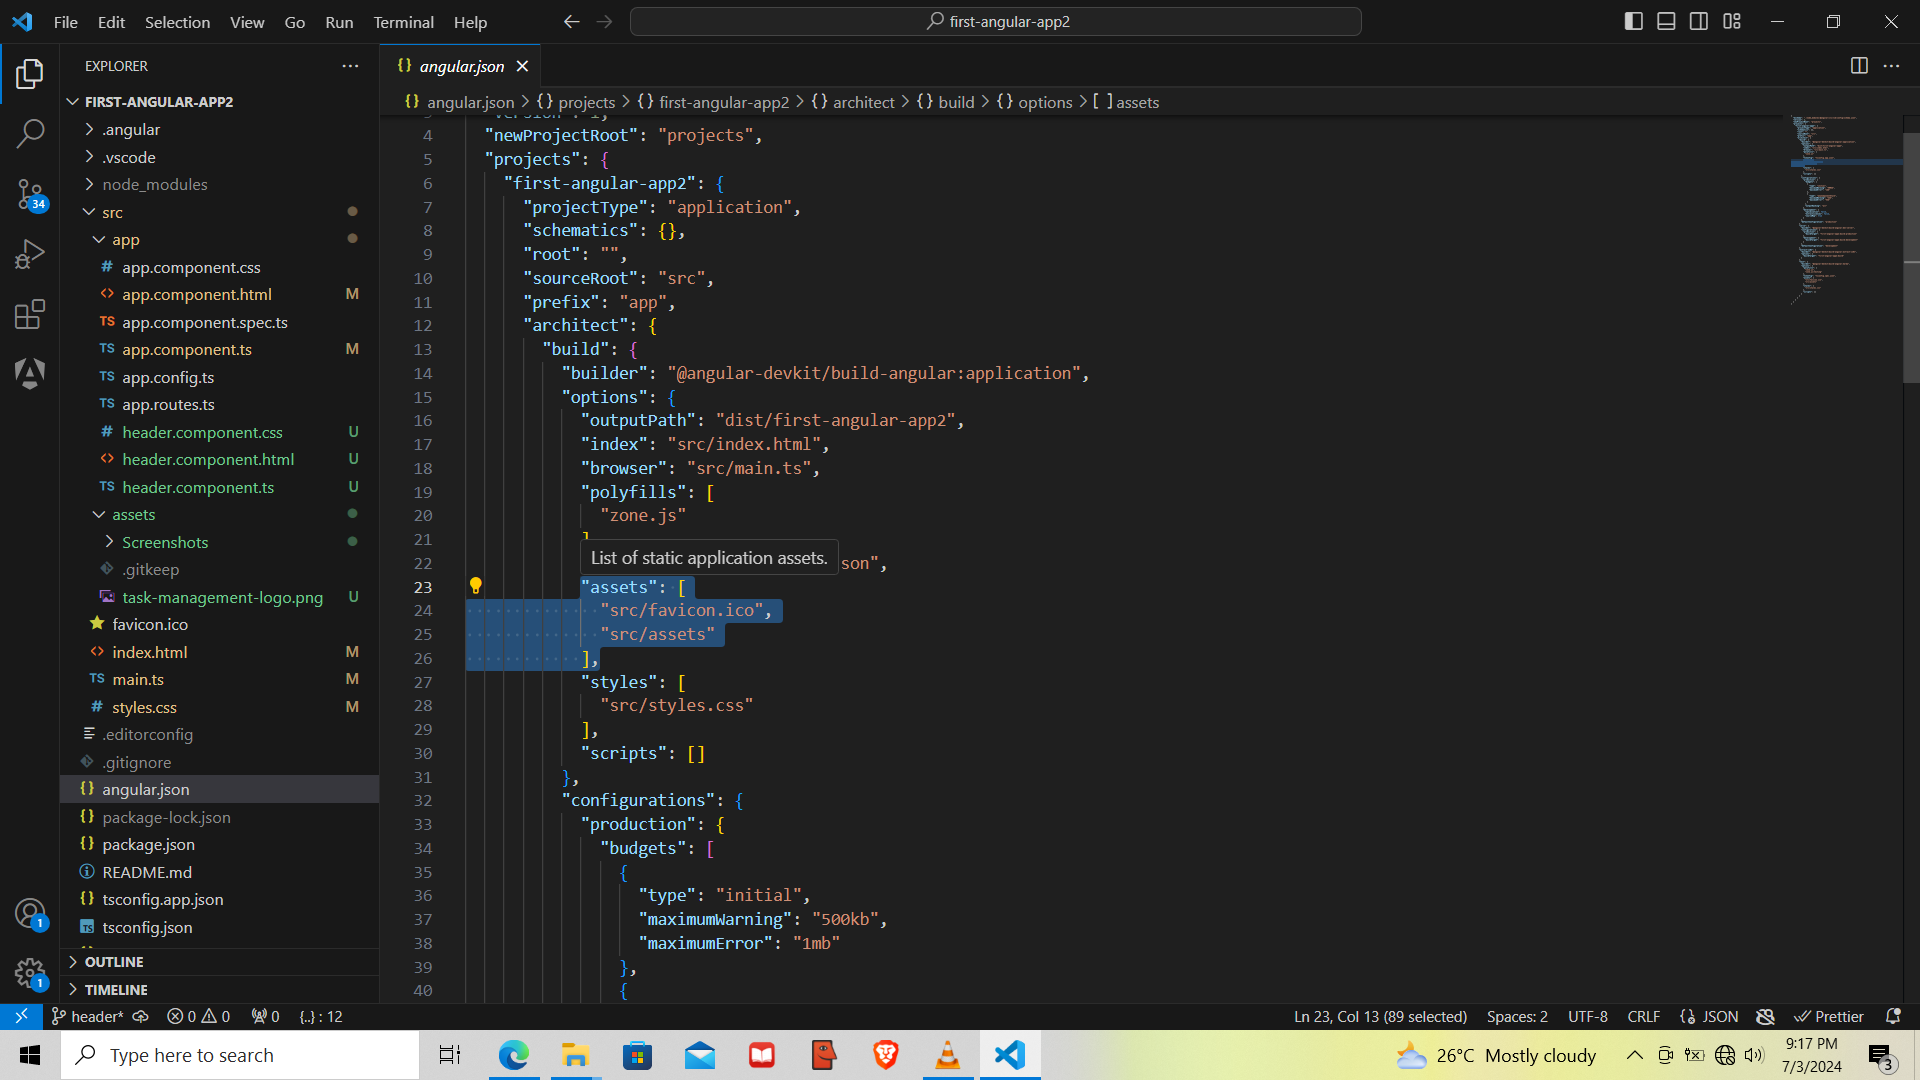 File Edit Selection View Go Run Terminal Help
first-angular-app2
EXPLORER
FIRST-ANGULAR-APP2
.angular
.vscode
node_modules
src
app
app.component.css
app.component.html M
app.component.spec.ts
app.component.ts M
app.config.ts
app.routes.ts
header.component.css U
header.component.html U
header.component.ts U
assets
Screenshots
.gitkeep
task-management-logo.png U
favicon.ico
index.html M
main.ts M
styles.css M
.editorconfig
.gitignore
angular.json
package-lock.json
package.json
README.md
tsconfig.app.json
tsconfig.json
OUTLINE
TIMELINE
34
1
1
angular.json
angular.json > {} projects > {} first-angular-app2 > {} architect > {} build > {} options > [ ] assets
"version": 1,
4 "newProjectRoot": "projects",
5 "projects": {
6 "first-angular-app2": {
7 "projectType": "application",
8 "schematics": {},
9 "root": "",
10 "sourceRoot": "src",
11 "prefix": "app",
12 "architect": {
13 "build": {
14 "builder": "@angular-devkit/build-angular:application",
15 "options": {
16 "outputPath": "dist/first-angular-app2",
17 "index": "src/index.html",
18 "browser": "src/main.ts",
19 "polyfills": [
20 "zone.js"
21 ]
List of static application assets.
22 son",
23 "assets": [
24 "src/favicon.ico",
25 "src/assets"
26 ],
27 "styles": [
28 "src/styles.css"
29 ],
30 "scripts": []
31 },
32 "configurations": {
33 "production": {
34 "budgets": [
35 {
36 "type": "initial",
37 "maximumWarning": "500kb",
38 "maximumError": "1mb"
39 },
40 {
header* 0 0 0 {..} : 12
Ln 23, Col 13 (89 selected) Spaces: 2 UTF-8 CRLF JSON Prettier
Type here to search
26°C Mostly cloudy
9:17 PM
7/3/2024
3